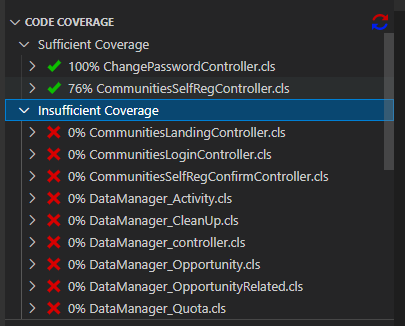 CODE COVERAGE
Sufficient Coverage
100% ChangePasswordController.cls
76% CommunitiesSelfRegController.cls
Insufficient Coverage
0% CommunitiesLandingController.cls
0% CommunitiesLoginController.cls
0% CommunitiesSelfRegConfirmController.cls
0% DataManager_Activity.cls
0% DataManager_CleanUp.cls
0% DataManager_controller.cls
0% DataManager_Opportunity.cls
0% DataManager_OpportunityRelated.cls
0% DataManager_Quota.cls